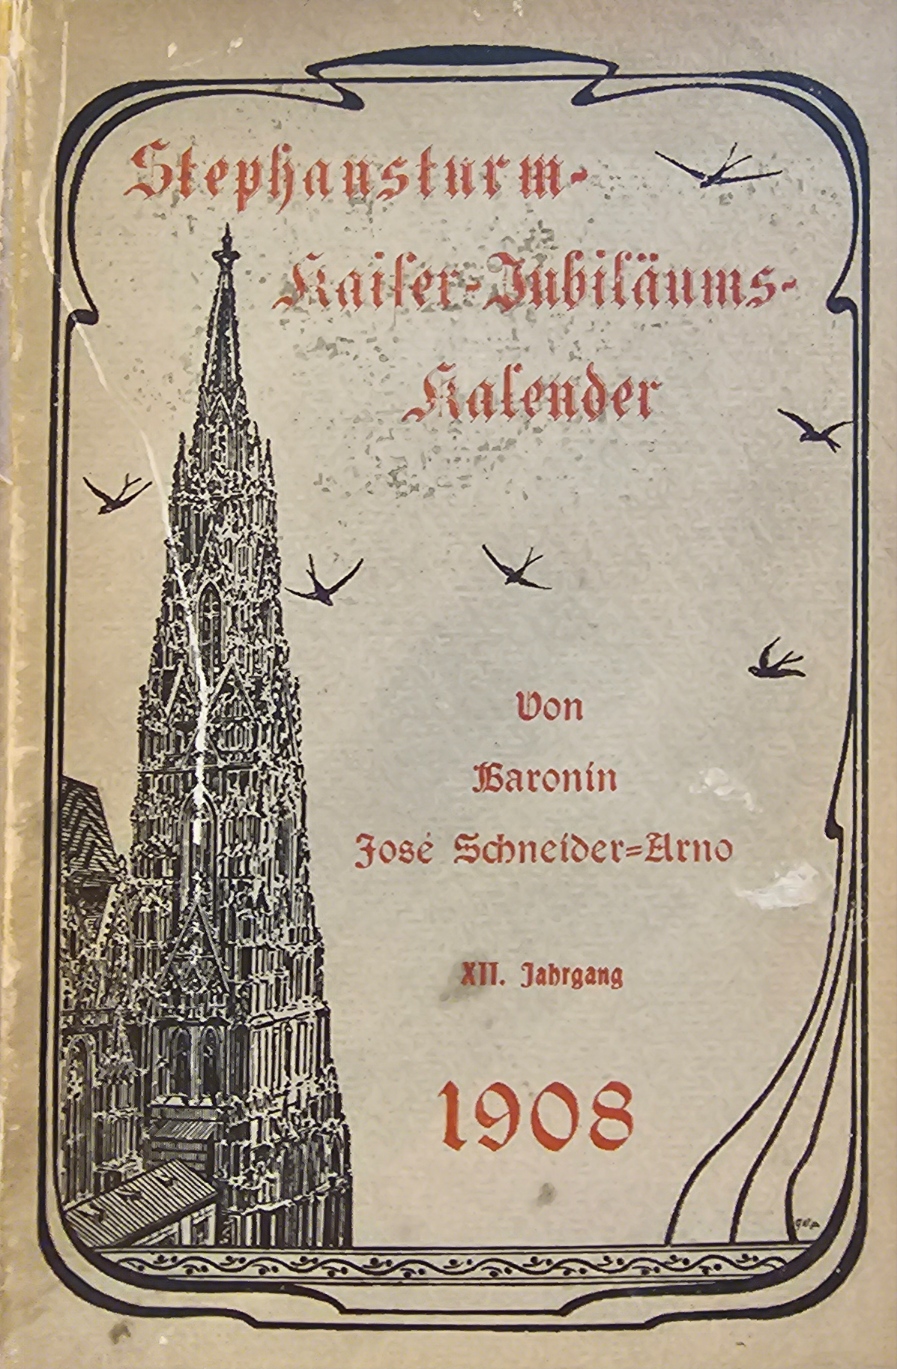 Stephansturm-
Kaiser-Jubiläums-
Kalender
Von
Baronin
José Schneider-Arno
XII. Jahrgang
1908